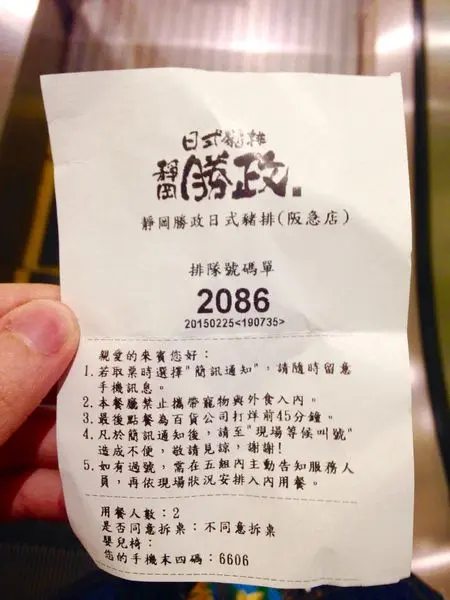 日式豬排
靜岡勝政
靜岡勝政日式豬排(阪急店)
排隊號碼單
2086
20150225<190735>
親愛的來賓您好：
1.若取票時選擇"簡訊通知"，請隨時留意
手機訊息。
2.本餐廳禁止攜帶寵物與外食入內。
3.最後點餐為百貨公司打烊前45分鐘。
4.凡於簡訊通知後，請至"現場等候叫號"
造成不便，敬請見諒，謝謝!
5.如有過號，當在五組內主動告知服務人
員，再依現場狀況安排入內用餐。
用餐人數：2
是否同意拆桌：不同意拆桌
嬰兒椅：
您的手機末四碼：6606